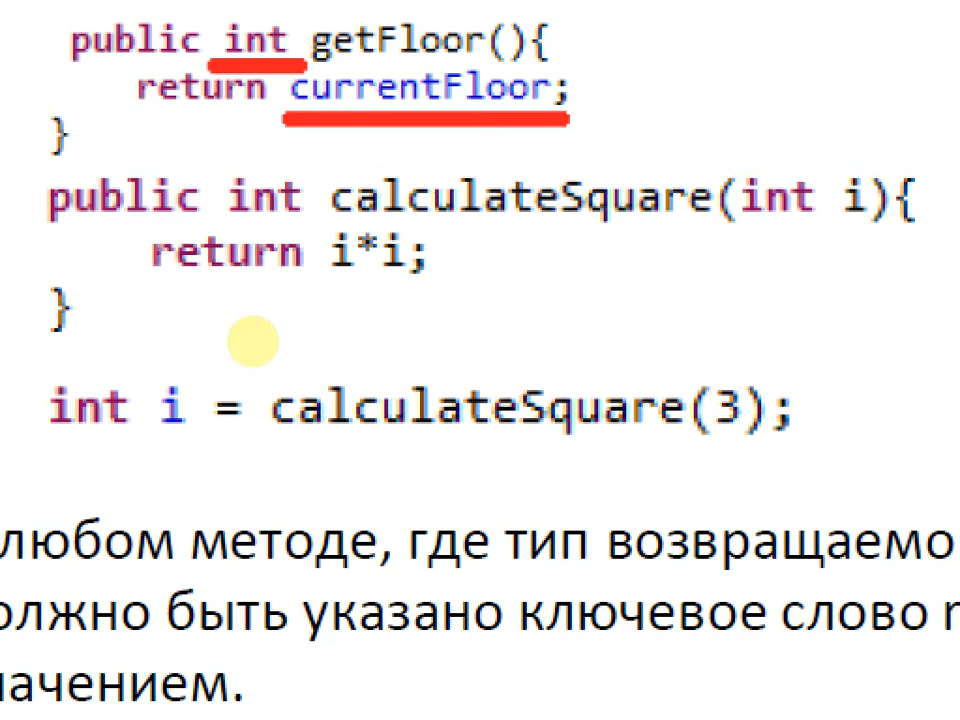 public int getFloor(){
return currentFloor;
}
public int calculateSquare(int i){
return i*i;
}
int i = calculateSquare(3);
любом методе, где тип возвращаемо
олжно быть указано ключевое слово r
начением.